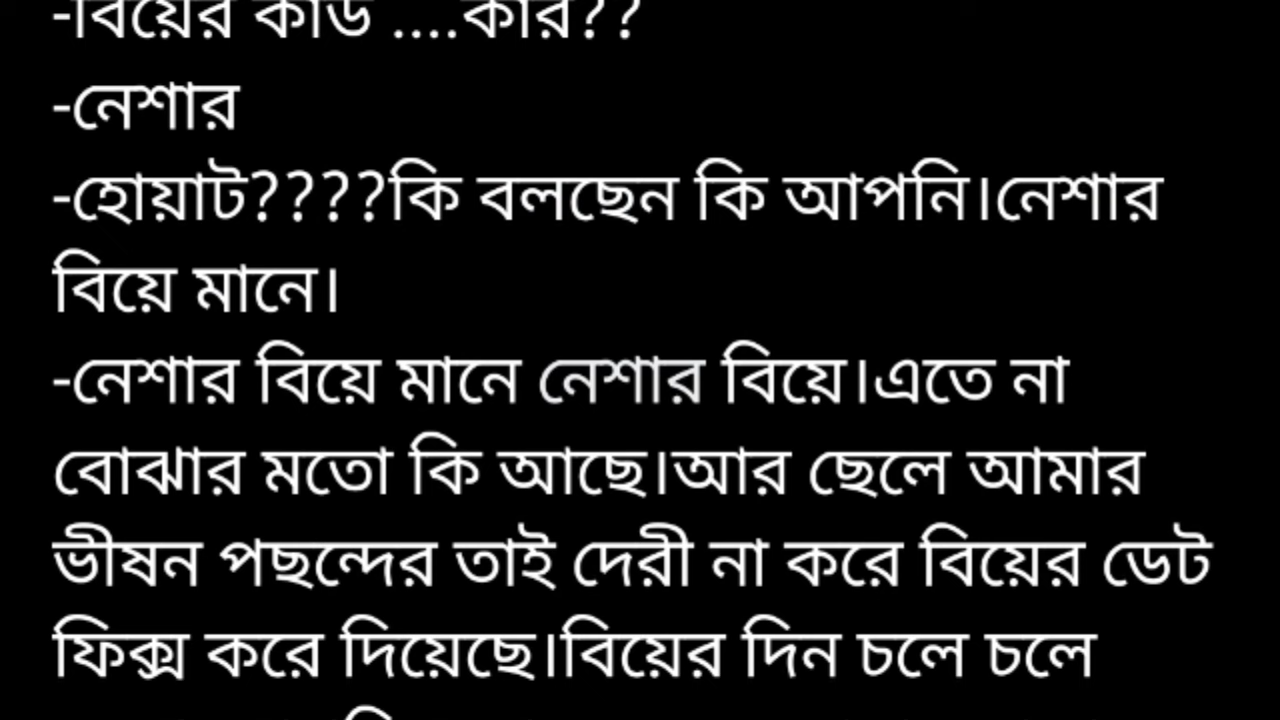 -বিয়ের কার্ড ....কার??
-নেশার
-হোয়াট????কি বলছেন কি আপনি।নেশার
বিয়ে মানে।
-নেশার বিয়ে মানে নেশার বিয়ে।এতে না
বোঝার মতো কি আছে।আর ছেলে আমার
ভীষন পছন্দের তাই দেরী না করে বিয়ের ডেট
ফিক্স করে দিয়েছে।বিয়ের দিন চলে চলে